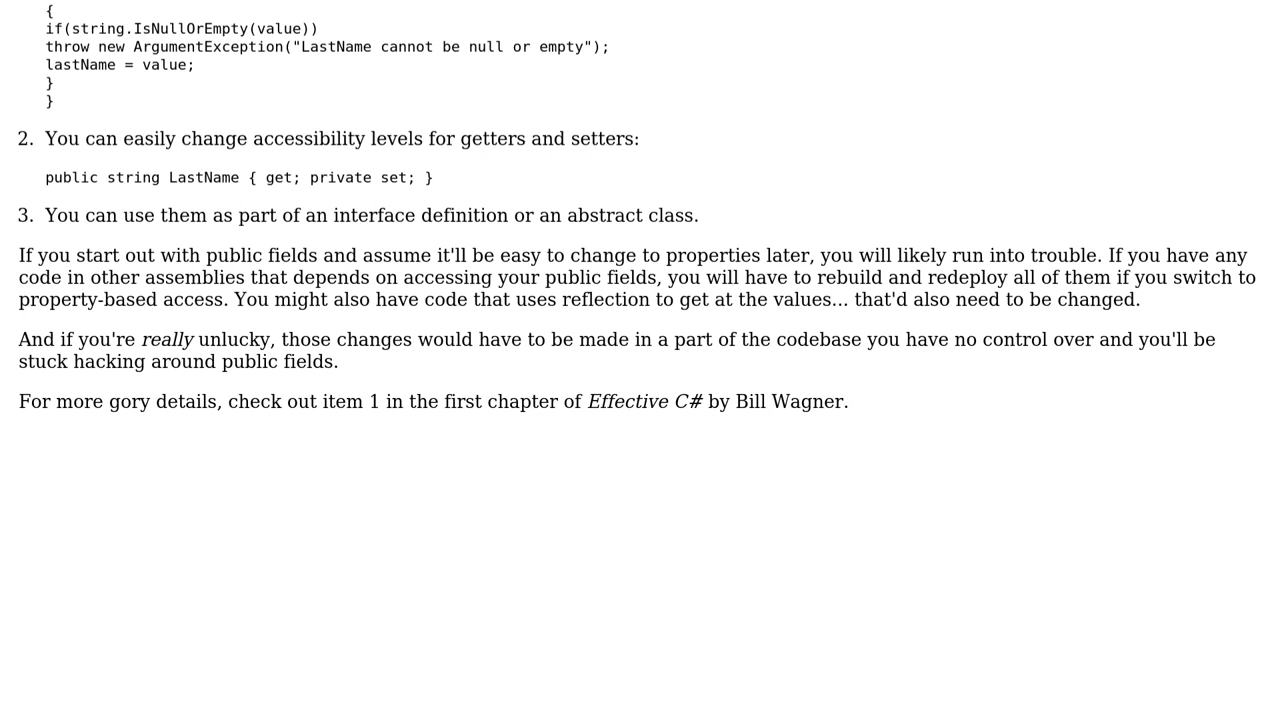 {
if(string.IsNullOrEmpty(value))
throw new ArgumentException("LastName cannot be null or empty");
lastName = value;
}
}
2. You can easily change accessibility levels for getters and setters:
public string LastName { get; private set; }
3. You can use them as part of an interface definition or an abstract class.
If you start out with public fields and assume it'll be easy to change to properties later, you will likely run into trouble. If you have any
code in other assemblies that depends on accessing your public fields, you will have to rebuild and redeploy all of them if you switch to
property-based access. You might also have code that uses reflection to get at the values... that'd also need to be changed.
And if you're really unlucky, those changes would have to be made in a part of the codebase you have no control over and you'll be
stuck hacking around public fields.
For more gory details, check out item 1 in the first chapter of Effective C# by Bill Wagner.